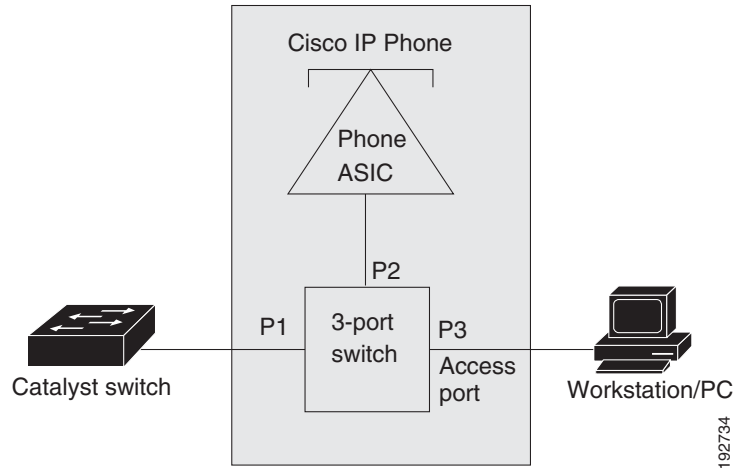 Cisco IP Phone
Phone
ASIC
P2
P1
3-port
switch
P3
Access
port
Catalyst switch
Workstation/PC
192734